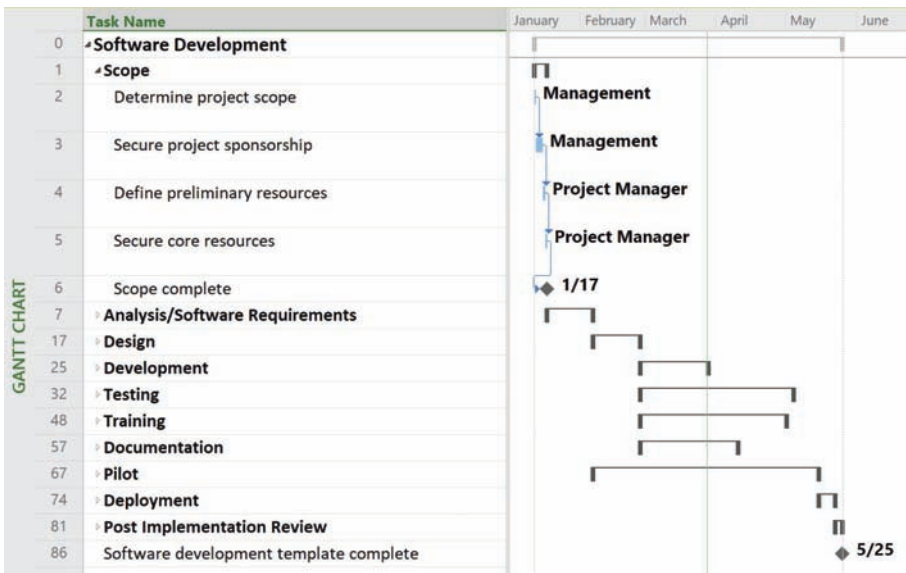 Task Name January February March April May June
0 Software Development
1 Scope
2 Determine project scope Management
3 Secure project sponsorship Management
4 Define preliminary resources Project Manager
5 Secure core resources Project Manager
6 Scope complete 1/17
7 Analysis/Software Requirements
17 Design
25 Development
32 Testing
48 Training
57 Documentation
67 Pilot
74 Deployment
81 Post Implementation Review
86 Software development template complete 5/25
GANTT CHART